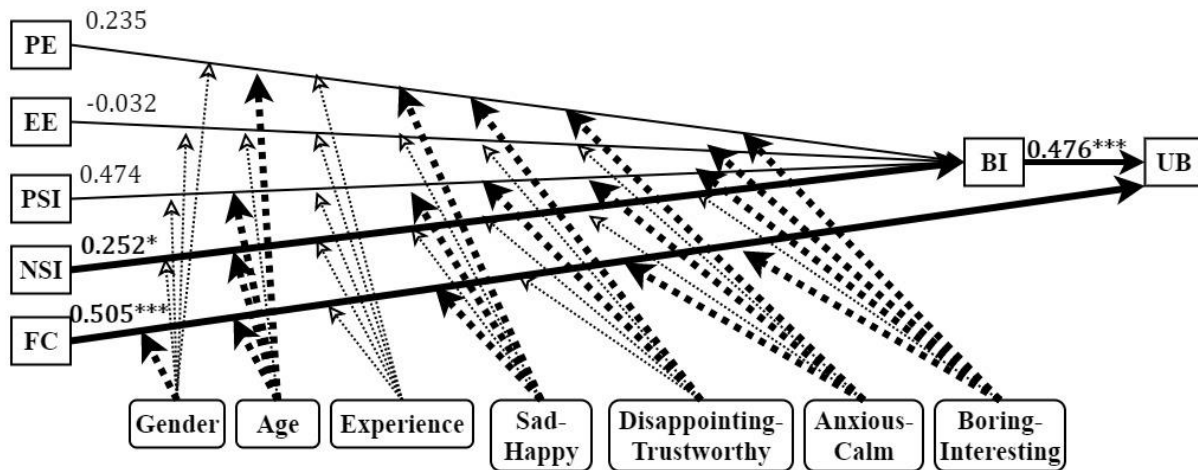 PE
0.235
EE
-0.032
PSI
0.474
NSI
0.252*
FC
0.505***
BI
0.476***
UB
Gender
Age
Experience
Sad-
Happy
Disappointing-
Trustworthy
Anxious-
Calm
Boring-
Interesting